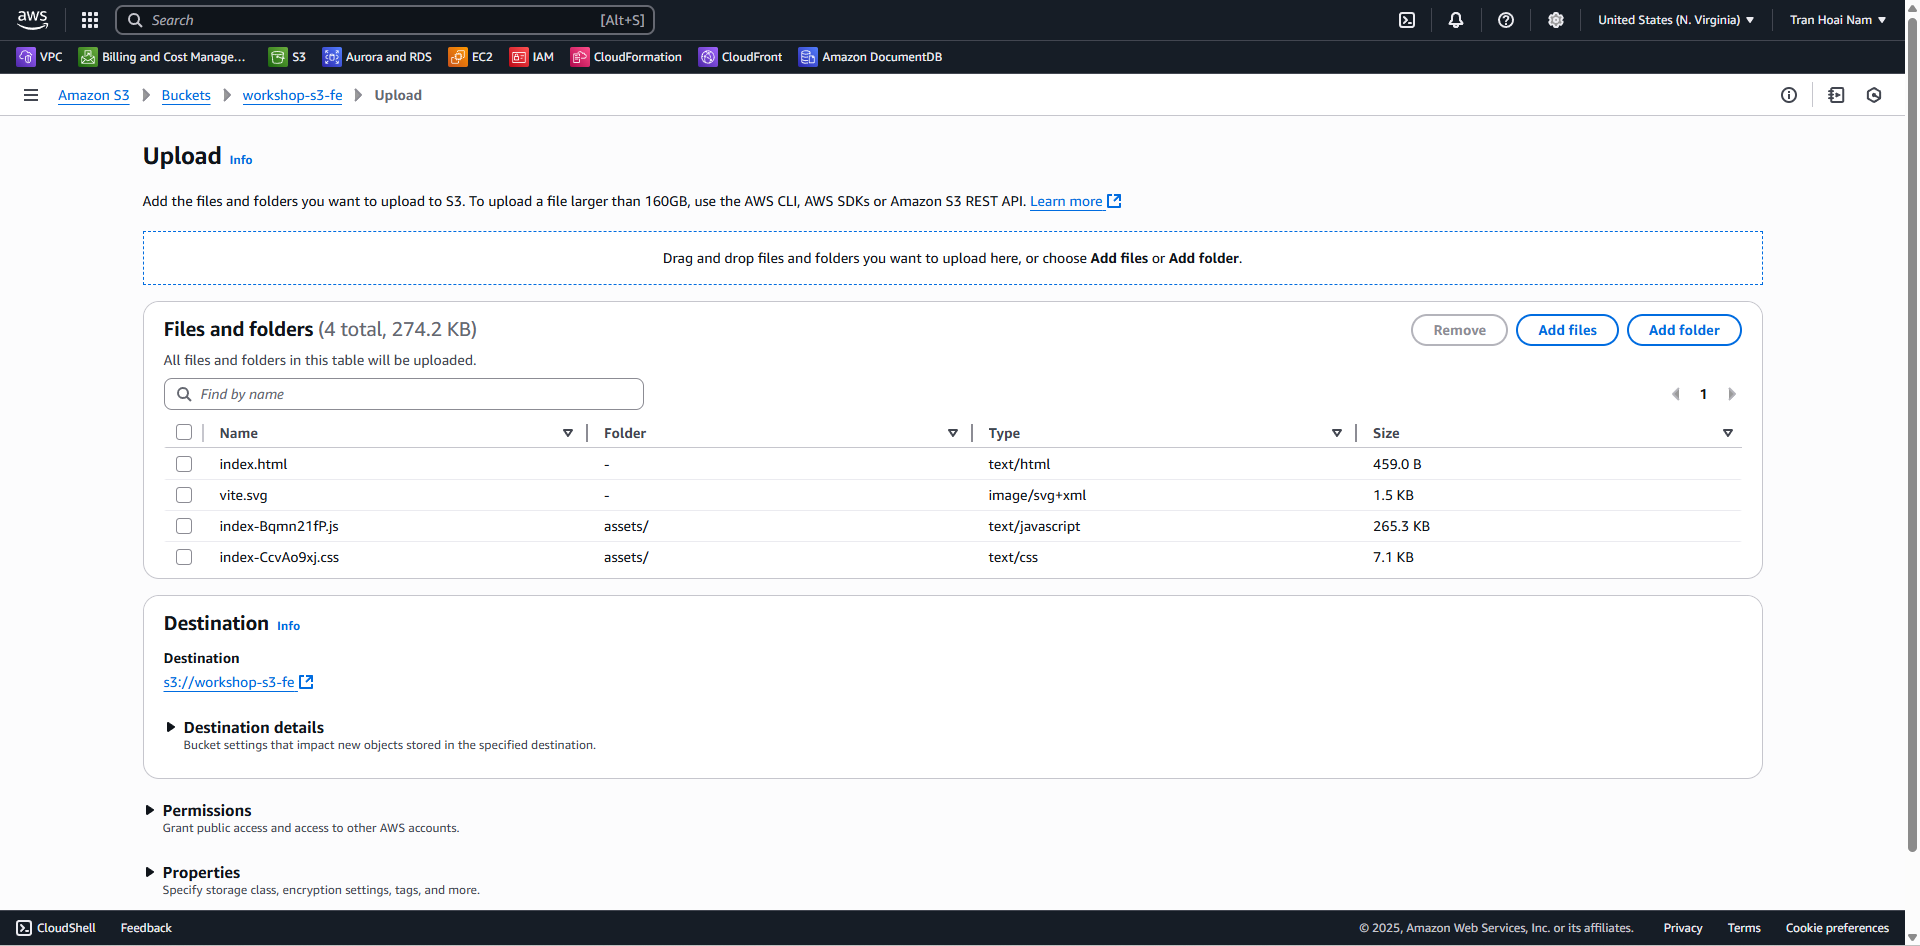 aws Search [Alt+S] United States (N. Virginia) Tran Hoai Nam
VPC Billing and Cost Manage... S3 Aurora and RDS EC2 IAM CloudFormation CloudFront Amazon DocumentDB
Amazon S3 Buckets workshop-s3-fe Upload
Upload Info
Add the files and folders you want to upload to S3. To upload a file larger than 160GB, use the AWS CLI, AWS SDKs or Amazon S3 REST API. Learn more
Drag and drop files and folders you want to upload here, or choose Add files or Add folder.
Files and folders (4 total, 274.2 KB) Remove Add files Add folder
All files and folders in this table will be uploaded.
Find by name 1
Name Folder Type Size
index.html - text/html 459.0 B
vite.svg - image/svg+xml 1.5 KB
index-Bqmn21fP.js assets/ text/javascript 265.3 KB
index-CcvAo9xj.css assets/ text/css 7.1 KB
Destination Info
Destination
s3://workshop-s3-fe
Destination details
Bucket settings that impact new objects stored in the specified destination.
Permissions
Grant public access and access to other AWS accounts.
Properties
Specify storage class, encryption settings, tags, and more.
CloudShell Feedback © 2025, Amazon Web Services, Inc. or its affiliates. Privacy Terms Cookie preferences